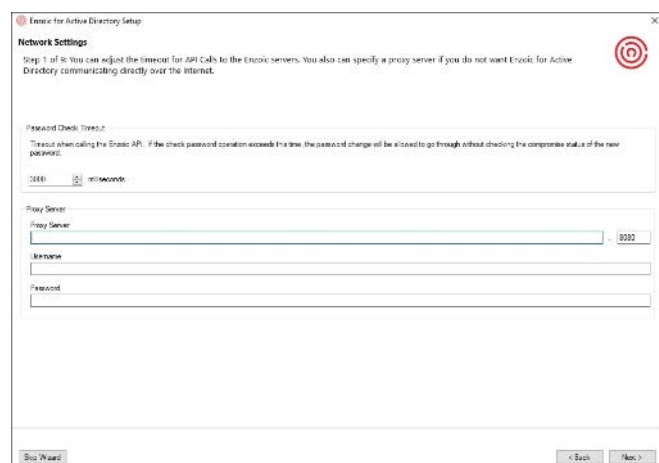 Enzoic for Active Directory Setup
Network Settings
Step 1 of 9: You can adjust the timeout for API Calls to the Enzoic servers. You also can specify a proxy server if you do not want Enzoic for Active
Directory communicating directly over the Internet.
Password Check Timeout
Timeout when calling the Enzoic API. If the check password operation exceeds this time, the password change will be allowed to go through without checking the compromise status of the new
password.
3000 milliseconds
Proxy Server
Proxy Server
8080
Username
Password
Skip Wizard
< Back Next >